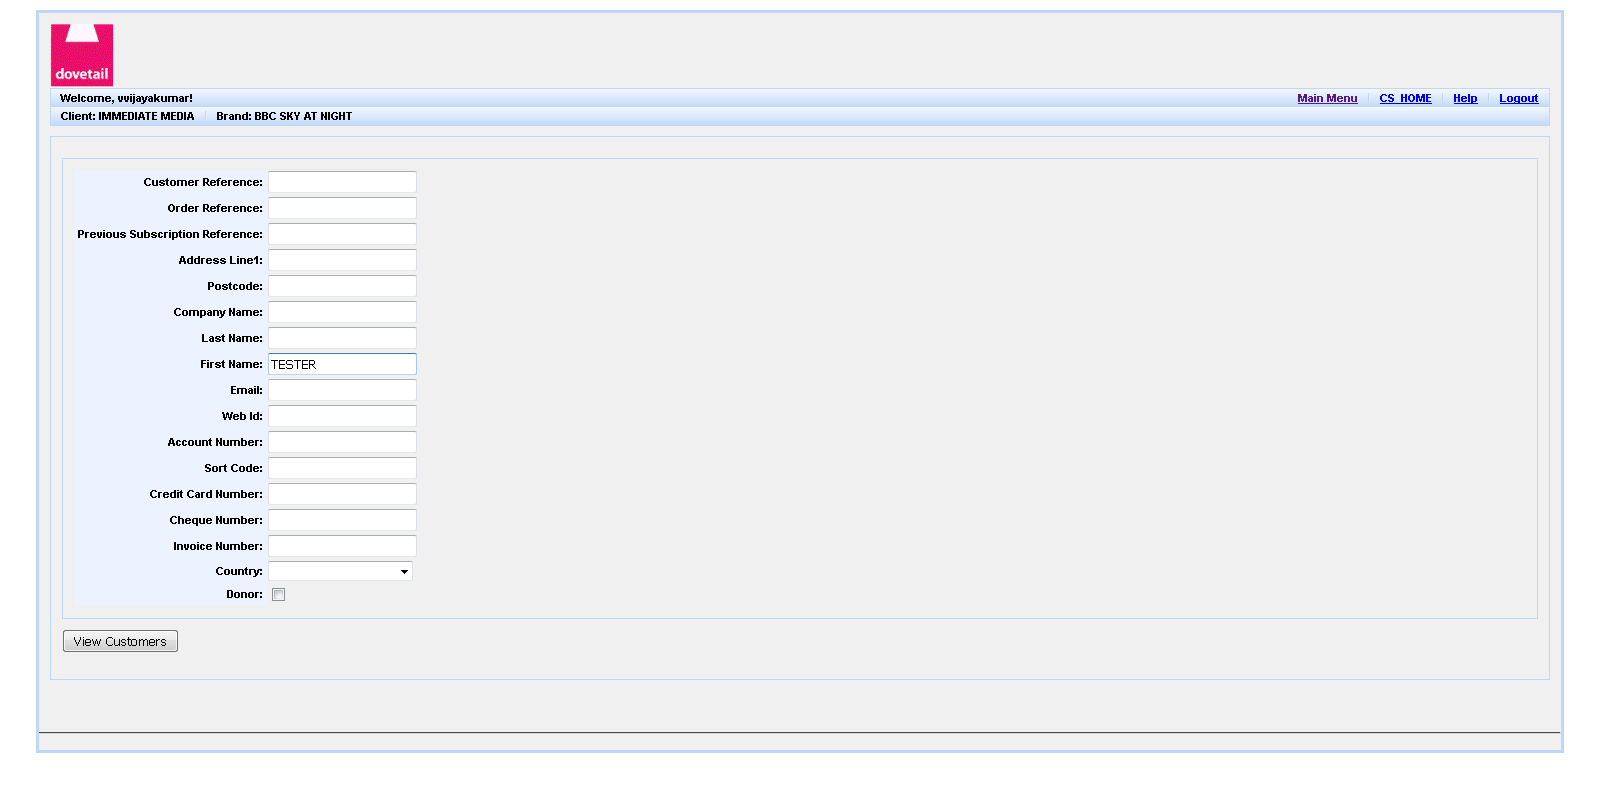 dovetail
Welcome, vvijayakumar!
Main Menu CS_HOME Help Logout
Client: IMMEDIATE MEDIA Brand: BBC SKY AT NIGHT
Customer Reference:
Order Reference:
Previous Subscription Reference:
Address Line1:
Postcode:
Company Name:
Last Name:
First Name: TESTER
Email:
Web Id:
Account Number:
Sort Code:
Credit Card Number:
Cheque Number:
Invoice Number:
Country:
Donor:
View Customers